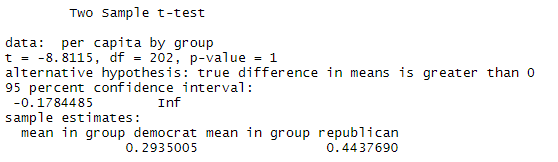 Two Sample t-test
data:  per capita by group
t = -8.8115, df = 202, p-value = 1
alternative hypothesis: true difference in means is greater than 0
95 percent confidence interval:
 -0.1784485       Inf
sample estimates:
  mean in group democrat mean in group republican
               0.2935005                0.4437690